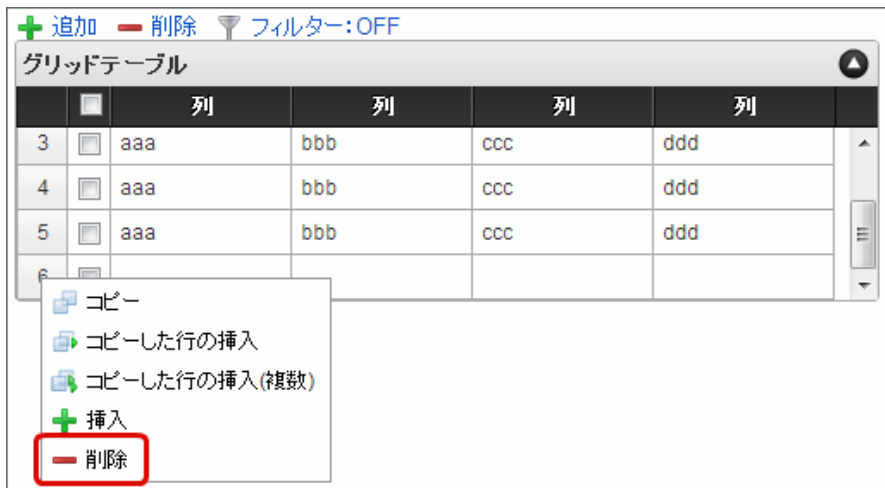 追加 削除 フィルター:OFF
グリッドテーブル
列 列 列 列
3 aaa bbb ccc ddd
4 aaa bbb ccc ddd
5 aaa bbb ccc ddd
6
コピー
コピーした行の挿入
コピーした行の挿入(複数)
挿入
削除